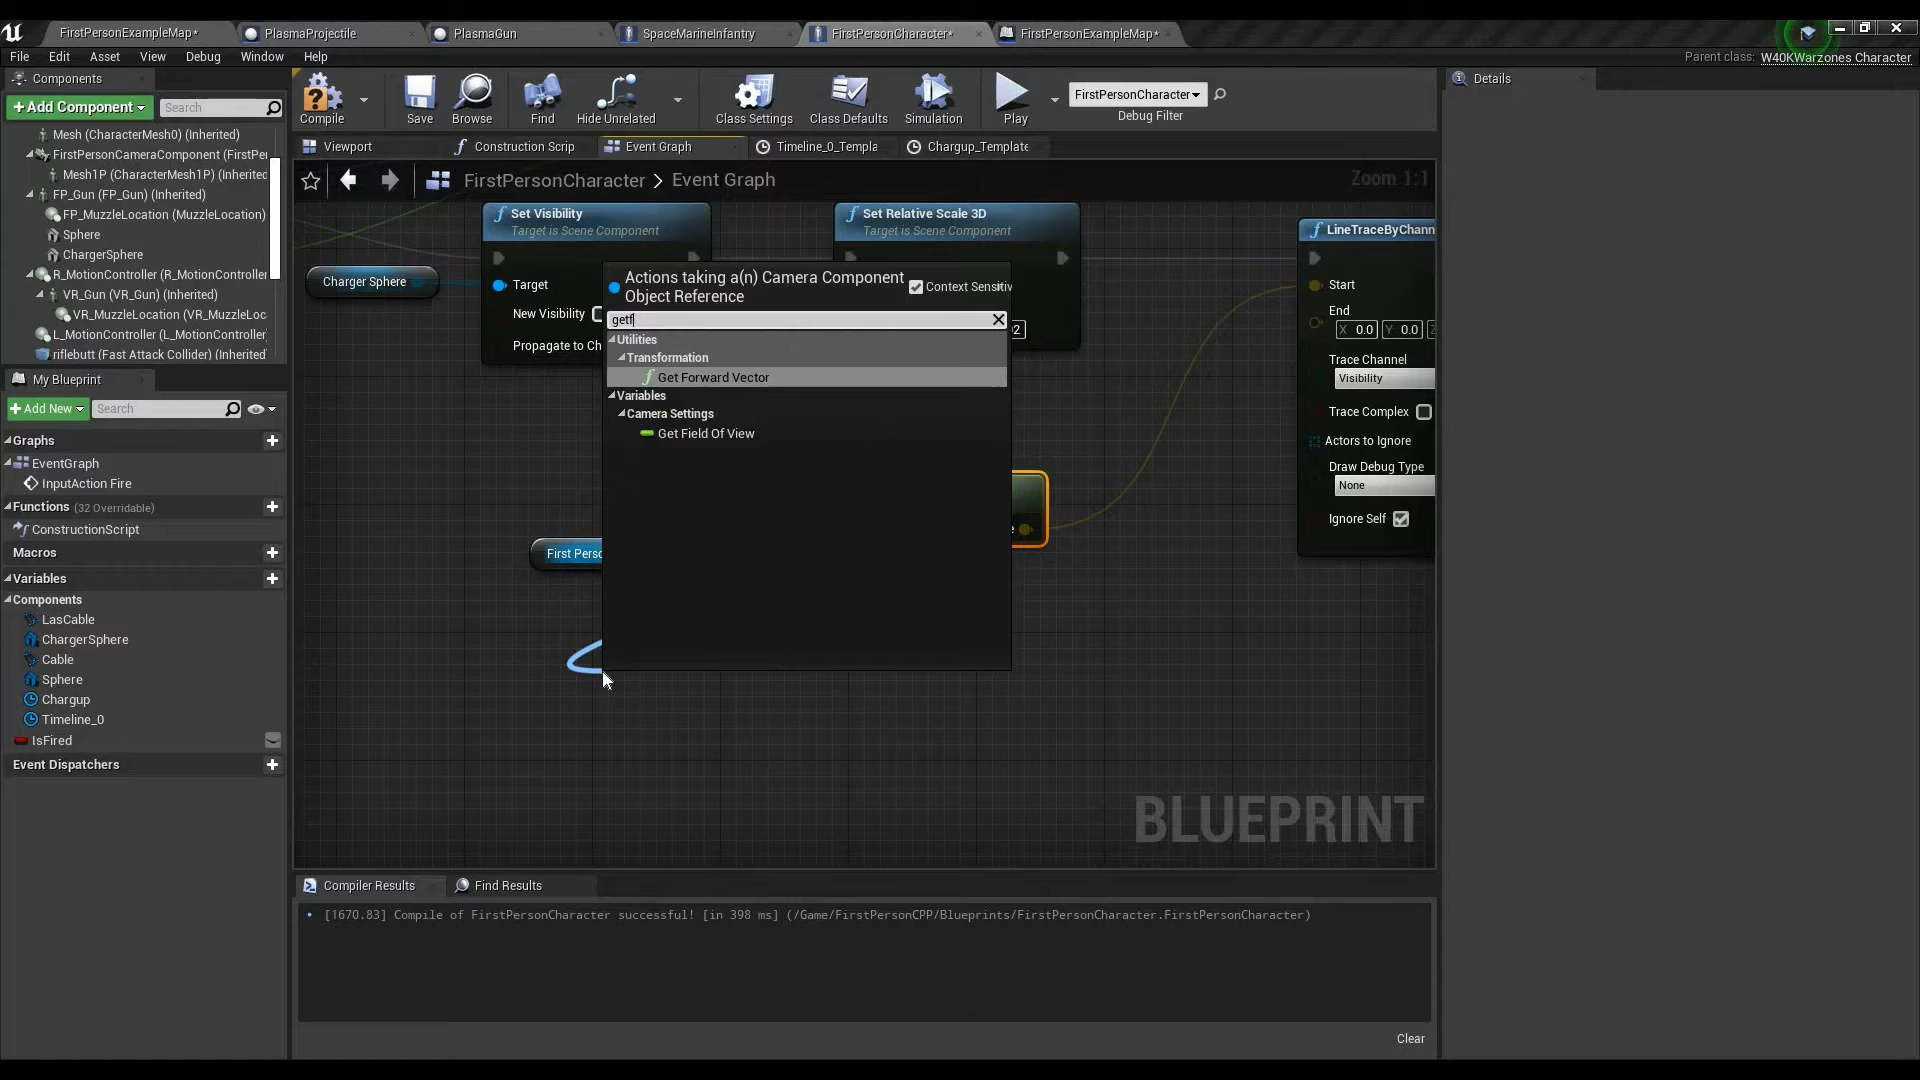 FirstPersonExampleMap*
PlasmaProjectile
PlasmaGun
SpaceMarineInfantry
FirstPersonCharacter*
FirstPersonExampleMap*
File
Edit
Asset
View
Debug
Window
Help
Parent class: W40KWarzones Character
Components
+Add Component
Search
Mesh (CharacterMesh0) (Inherited)
FirstPersonCameraComponent (FirstPe
Mesh1P (CharacterMesh1P) (Inherited
FP_Gun (FP_Gun) (Inherited)
FP_MuzzleLocation (MuzzleLocation)
Sphere
ChargerSphere
R_MotionController (R_MotionController
VR_Gun (VR_Gun) (Inherited)
VR_MuzzleLocation (VR_MuzzleLoc
L_MotionController (L_MotionController
riflebutt (Fast Attack Collider) (Inherited
My Blueprint
+Add New
Search
Graphs
EventGraph
InputAction Fire
Functions (32 Overridable)
ConstructionScript
Macros
Variables
Components
LasCable
ChargerSphere
Cable
Sphere
Chargup
Timeline_0
IsFired
Event Dispatchers
Compile
Save
Browse
Find
Hide Unrelated
Class Settings
Class Defaults
Simulation
Play
FirstPersonCharacter
Debug Filter
Viewport
Construction Scrip
Event Graph
Timeline_0_Templa
Chargup_Template
FirstPersonCharacter > Event Graph
Zoom 1:1
Set Visibility
Target is Scene Component
Charger Sphere
Target
New Visibility
Propagate to Ch
Set Relative Scale 3D
Target is Scene Component
Actions taking a(n) Camera Component
Object Reference
Context Sensitiv
getf
Utilities
Transformation
Get Forward Vector
Variables
Camera Settings
Get Field Of View
First Perso
LineTraceByChann
Start
End
X 0.0 Y 0.0 Z
Trace Channel
Visibility
Trace Complex
Actors to Ignore
Draw Debug Type
None
Ignore Self
BLUEPRINT
Compiler Results
Find Results
[1670.83] Compile of FirstPersonCharacter successful! [in 398 ms] (/Game/FirstPersonCPP/Blueprints/FirstPersonCharacter.FirstPersonCharacter)
Clear
Details